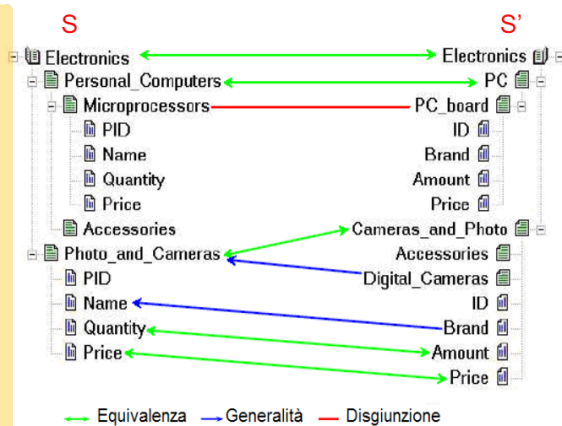 S S’
Electronics Electronics
Personal_Computers PC
Microprocessors PC_board
PID ID
Name Brand
Quantity Amount
Price Price
Accessories Cameras_and_Photo
Photo_and_Cameras Accessories
PID Digital_Cameras
Name ID
Quantity Brand
Price Amount
Price
Equivalenza Generalità Disgiunzione